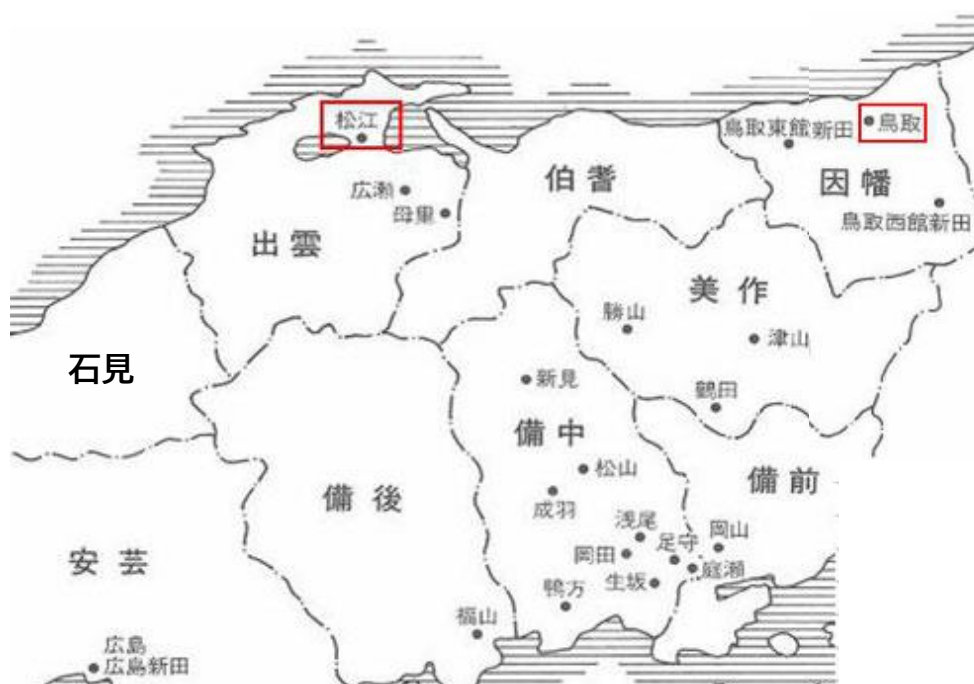 松江
鳥取
鳥取東館新田
伯耆
因幡
広瀬
母里
鳥取西館新田
出雲
美作
勝山
津山
石見
新見
鶴田
備中
松山
備前
備後
成羽
浅尾
岡山
足守
岡田
庭瀬
安芸
生坂
鴨方
福山
広島
広島新田